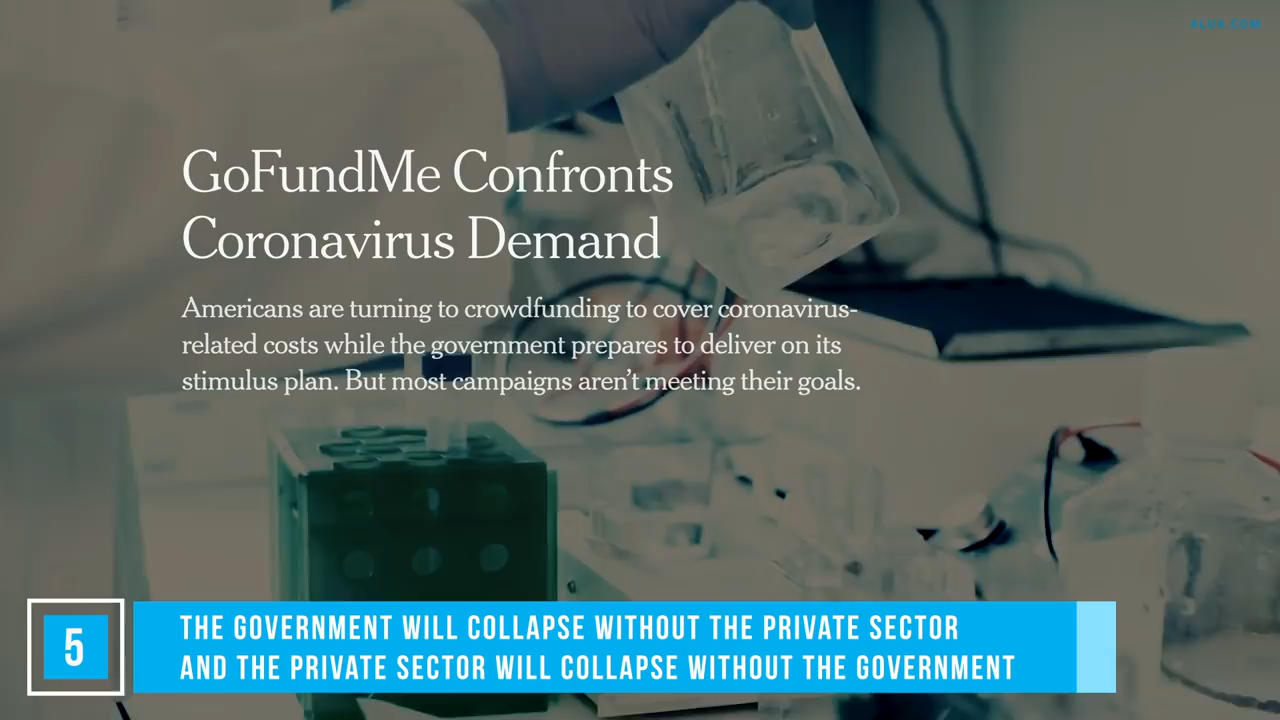 ALUX.COM
GoFundMe Confronts
Coronavirus Demand
Americans are turning to crowdfunding to cover coronavirus-
related costs while the government prepares to deliver on its
stimulus plan. But most campaigns aren't meeting their goals.
5
THE GOVERNMENT WILL COLLAPSE WITHOUT THE PRIVATE SECTOR
AND THE PRIVATE SECTOR WILL COLLAPSE WITHOUT THE GOVERNMENT